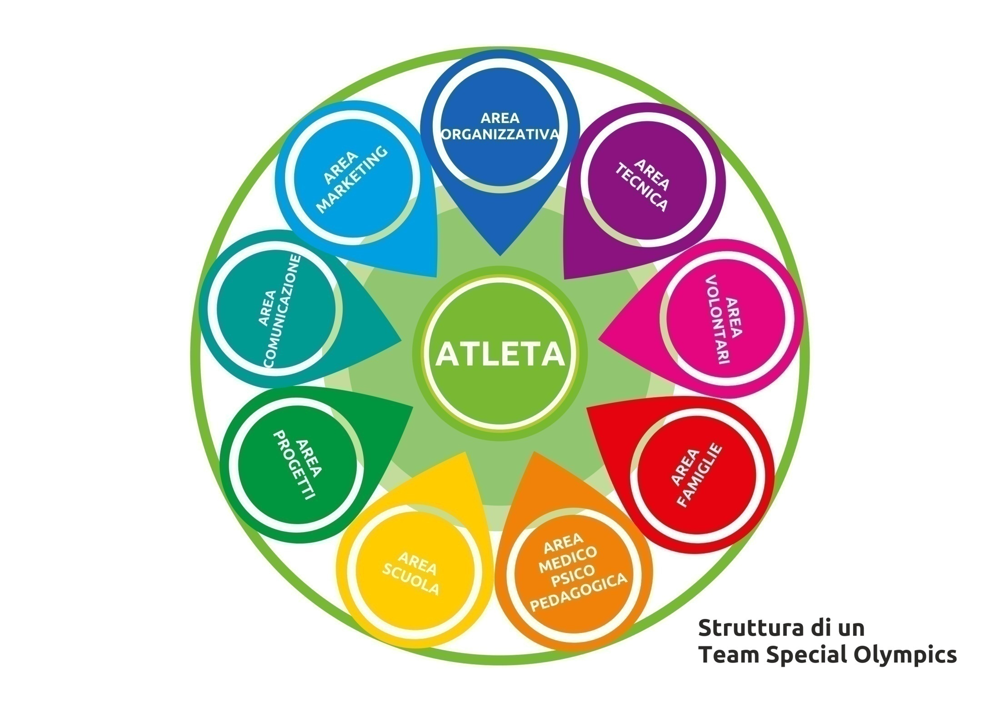 AREA
ORGANIZZATIVA
AREA
TECNICA
AREA
VOLONTARI
AREA
FAMIGLIE
AREA
MEDICO
PSICO
PEDAGOGICA
AREA
SCUOLA
AREA
PROGETTI
AREA
COMUNICAZIONE
AREA
MARKETING
ATLETA
Struttura di un
Team Special Olympics